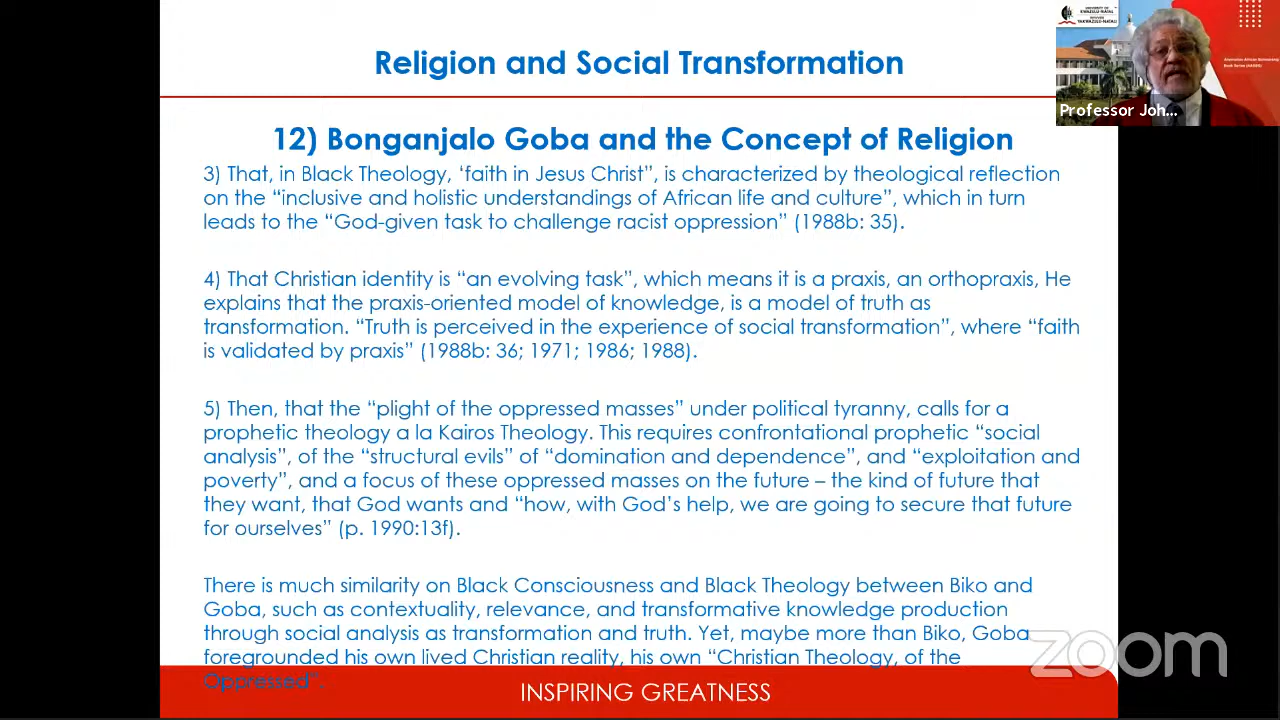 Religion and Social Transformation
UNIVERSITY OF
KWAZULU-NATAL
INYUVESI
YAKWAZULU-NATALI
Professor Joh...
12) Bonganjalo Goba and the Concept of Religion
3) That, in Black Theology, ‘faith in Jesus Christ”, is characterized by theological reflection
on the “inclusive and holistic understandings of African life and culture”, which in turn
leads to the “God-given task to challenge racist oppression” (1988b: 35).
4) That Christian identity is “an evolving task”, which means it is a praxis, an orthopraxis, He
explains that the praxis-oriented model of knowledge, is a model of truth as
transformation. “Truth is perceived in the experience of social transformation”, where “faith
is validated by praxis” (1988b: 36; 1971; 1986; 1988).
5) Then, that the “plight of the oppressed masses” under political tyranny, calls for a
prophetic theology a la Kairos Theology. This requires confrontational prophetic “social
analysis”, of the “structural evils” of “domination and dependence”, and “exploitation and
poverty”, and a focus of these oppressed masses on the future – the kind of future that
they want, that God wants and “how, with God’s help, we are going to secure that future
for ourselves” (p. 1990:13f).
There is much similarity on Black Consciousness and Black Theology between Biko and
Goba, such as contextuality, relevance, and transformative knowledge production
through social analysis as transformation and truth. Yet, maybe more than Biko, Goba
foregrounded his own lived Christian reality, his own “Christian Theology, of the
Oppressed”.
INSPIRING GREATNESS
zoom